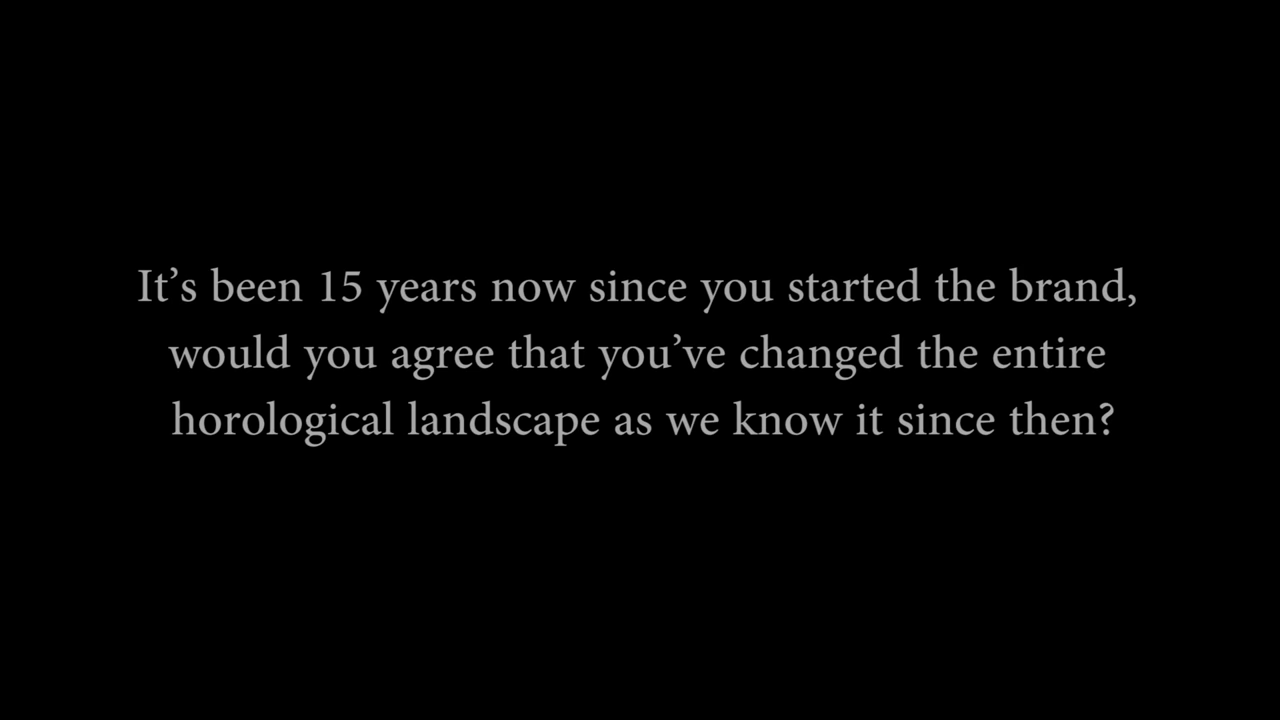 It’s been 15 years now since you started the brand,
would you agree that you’ve changed the entire
horological landscape as we know it since then?